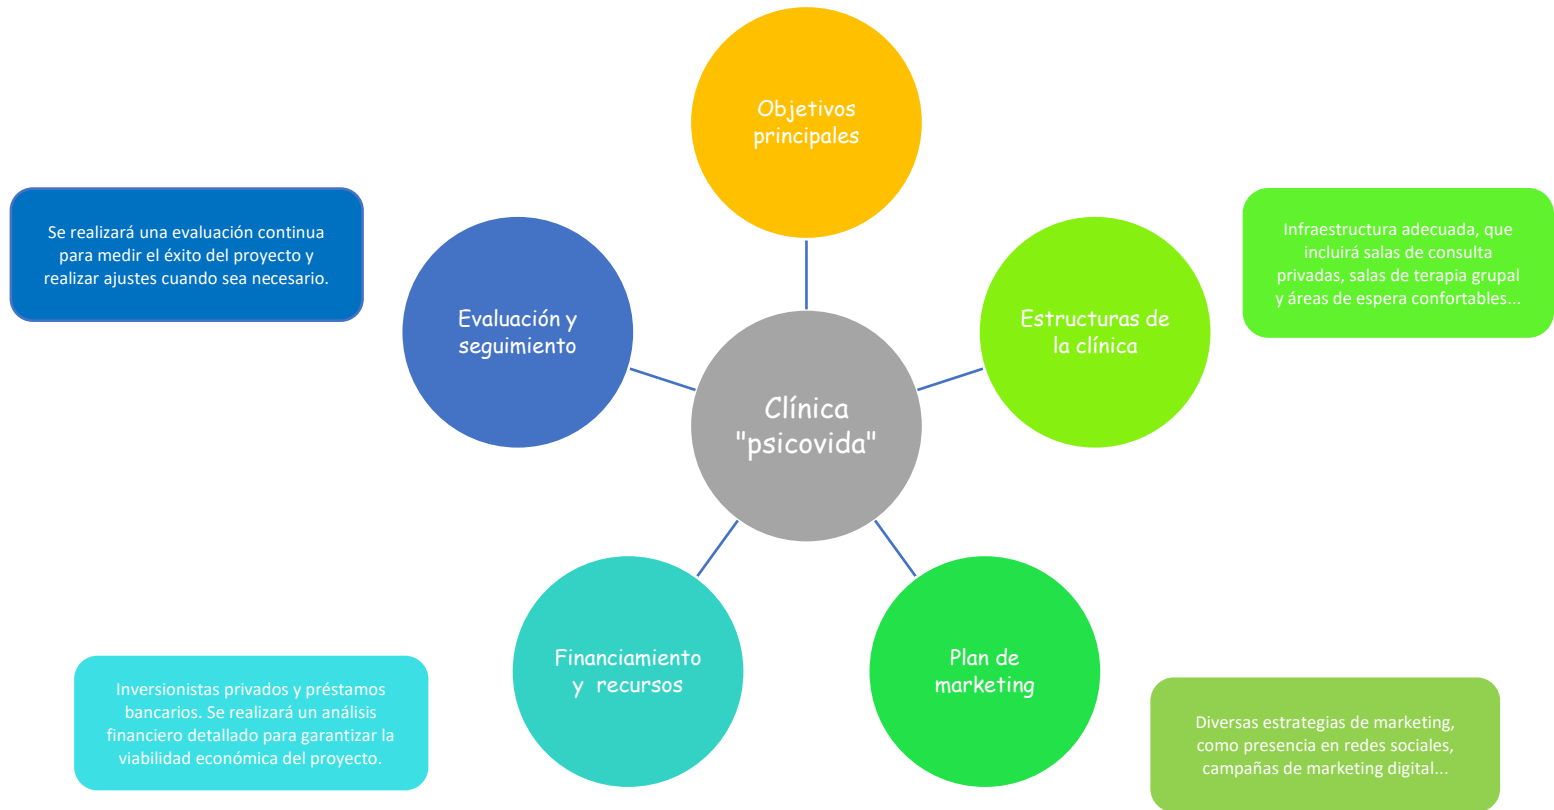 Objetivos
principales
Se realizará una evaluación continua
para medir el éxito del proyecto y
realizar ajustes cuando sea necesario.
Evaluación y
seguimiento
Estructuras de
la clínica
Infraestructura adecuada, que
incluirá salas de consulta
privadas, salas de terapia grupal
y áreas de espera confortables...
Clínica
"psicovida"
Financiamiento
y recursos
Plan de
marketing
Inversionistas privados y préstamos
bancarios. Se realizará un análisis
financiero detallado para garantizar la
viabilidad económica del proyecto.
Diversas estrategias de marketing,
como presencia en redes sociales,
campañas de marketing digital...